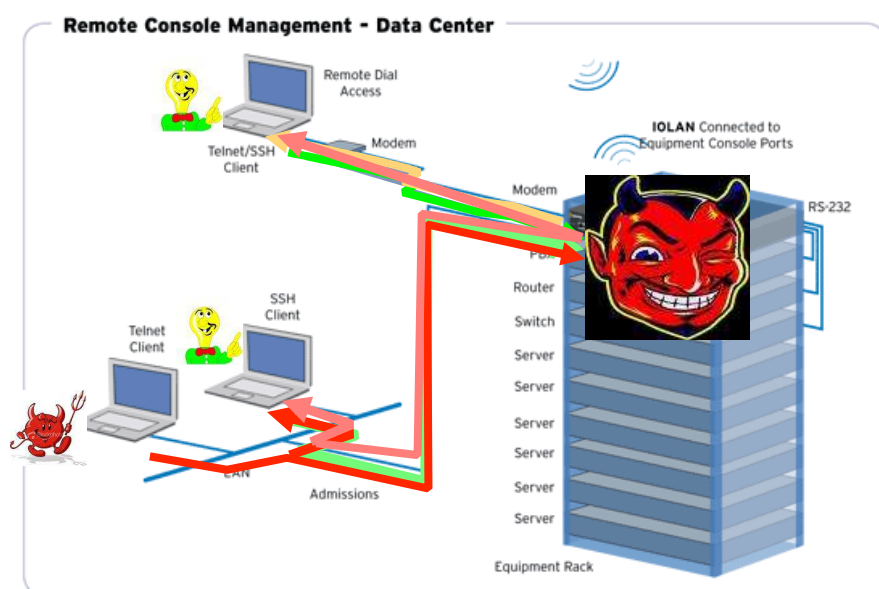 Remote Console Management - Data Center
Remote Dial
Access
Telnet/SSH
Client
Modem
IOLAN Connected to
Equipment Console Ports
Modem
RS-232
Router
Switch
Server
Server
Server
Server
Server
Server
Equipment Rack
SSH
Client
Telnet
Client
LAN
Admissions